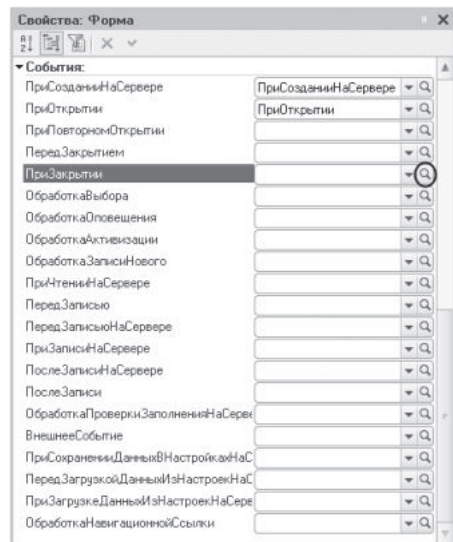 Свойства: Форма
События:
ПриСозданииНаСервере ПриСозданииНаСервере
ПриОткрытии ПриОткрытии
ПриПовторномОткрытии
ПередЗакрытием
ПриЗакрытии
ОбработкаВыбора
ОбработкаОповещения
ОбработкаАктивизации
ОбработкаЗаписиНового
ПриЧтенииНаСервере
ПередЗаписью
ПередЗаписьюНаСервере
ПриЗаписиНаСервере
ПослеЗаписиНаСервере
ПослеЗаписи
ОбработкаПроверкиЗаполненияНаСерве
ВнешнееСобытие
ПриСохраненииДанныхВНастройкахНаС
ПередЗагрузкойДанныхИзНастроекНаС
ПриЗагрузкеДанныхИзНастроекНаСерв
ОбработкаНавигационнойСсылки